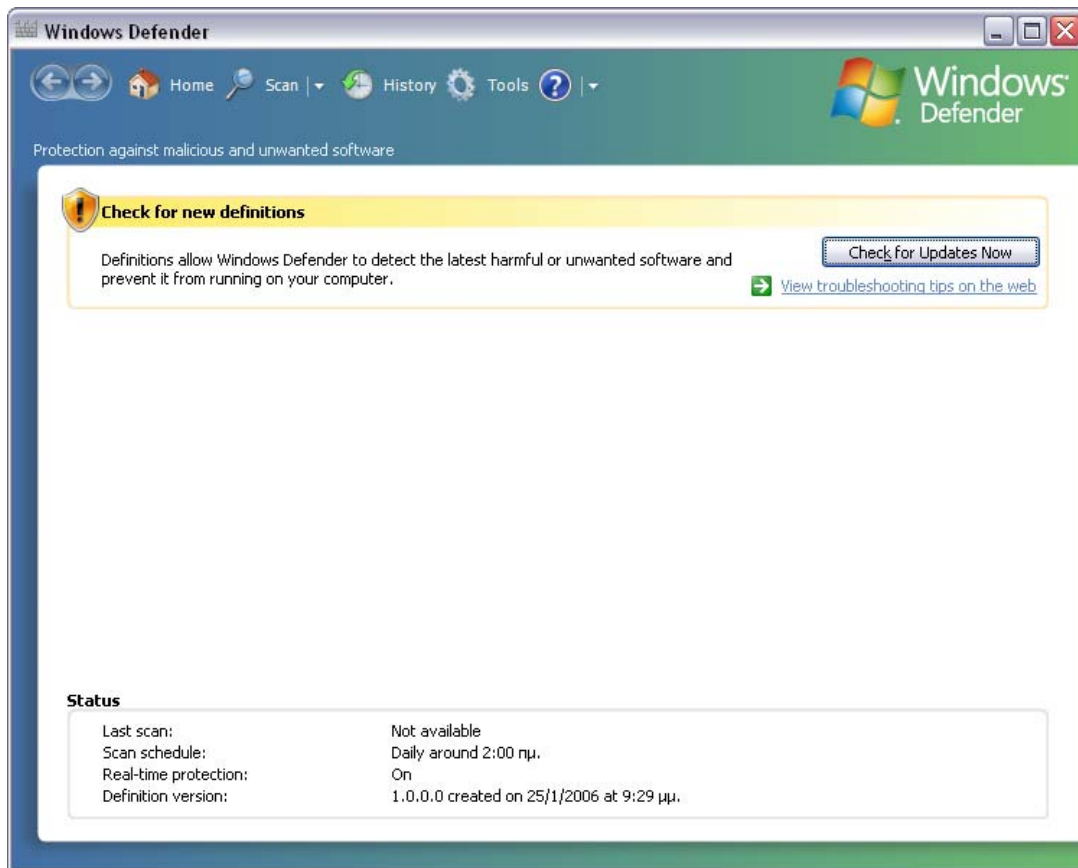 Windows Defender
Home Scan History Tools
Windows
Defender
Protection against malicious and unwanted software
Check for new definitions
Definitions allow Windows Defender to detect the latest harmful or unwanted software and
prevent it from running on your computer.
Check for Updates Now
View troubleshooting tips on the web
Status
Last scan: Not available
Scan schedule: Daily around 2:00 πμ.
Real-time protection: On
Definition version: 1.0.0.0 created on 25/1/2006 at 9:29 μμ.